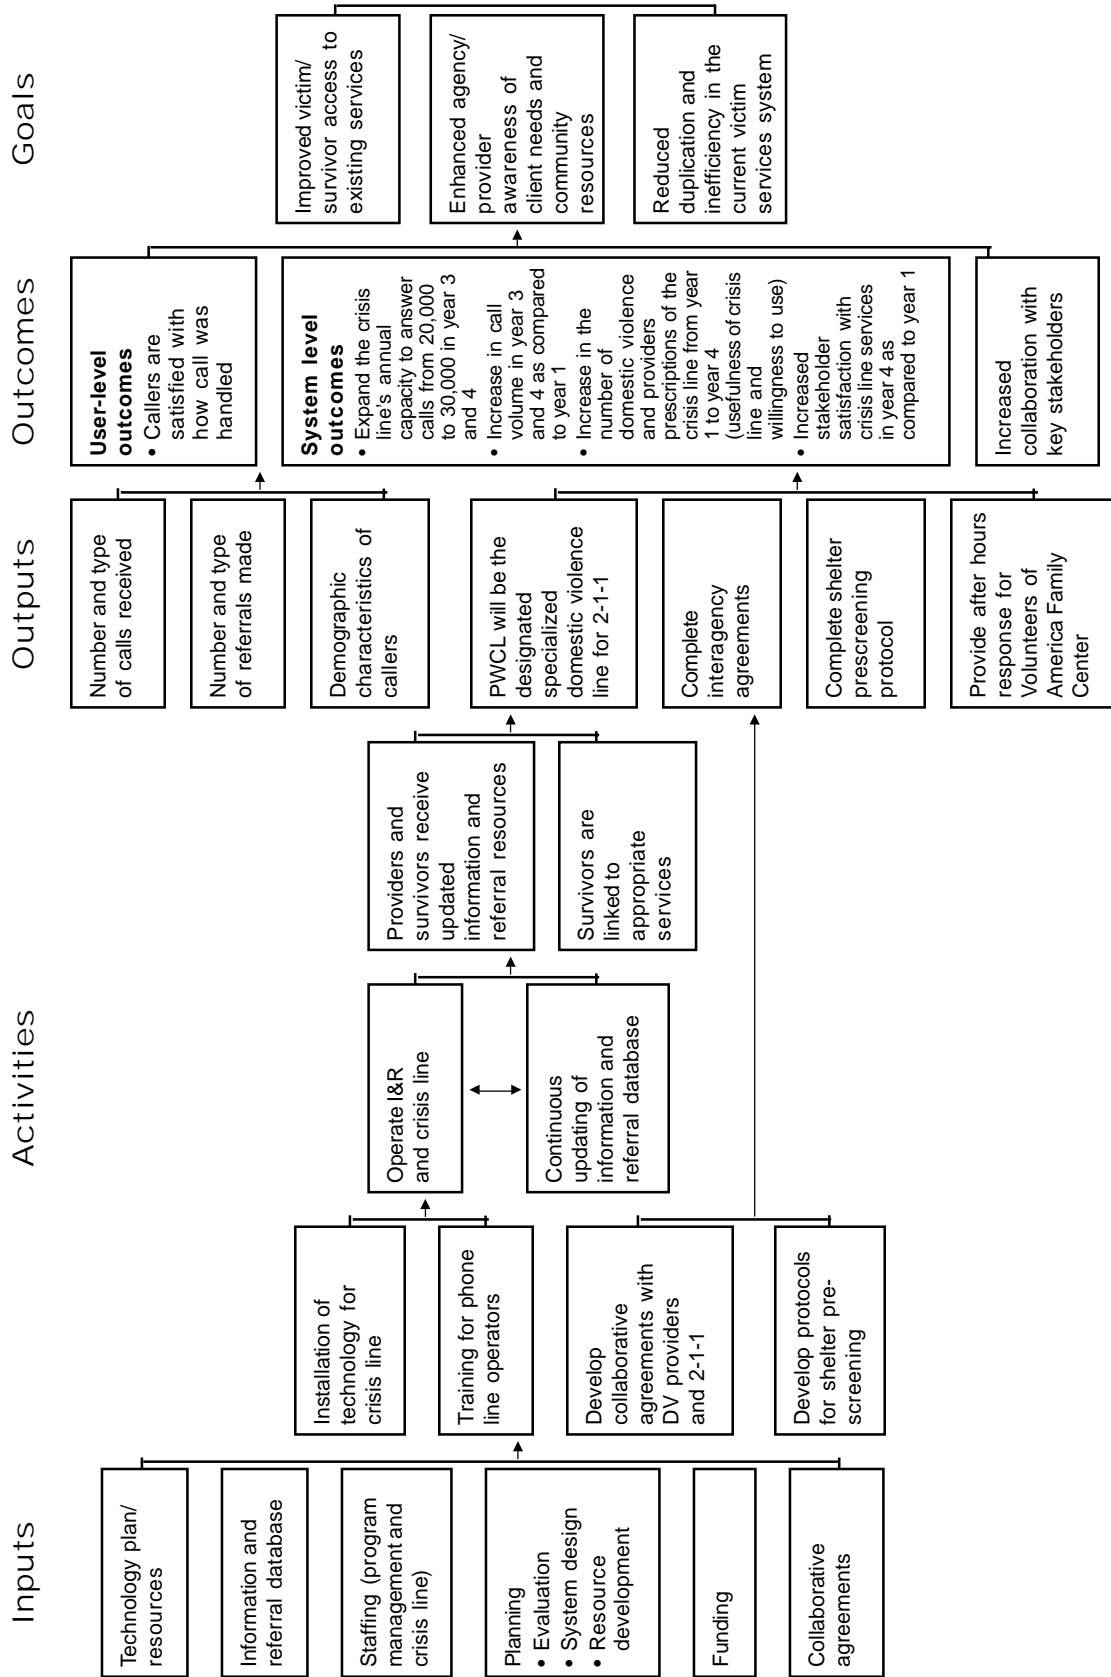 Inputs
Activities
Outputs
Outcomes
Goals
Technology plan/
resources
Information and
referral database
Staffing (program
management and
crisis line)
Planning
• Evaluation
• System design
• Resource
development
Funding
Collaborative
agreements
Installation of
technology for
crisis line
Training for phone
line operators
Develop
collaborative
agreements with
DV providers
and 2-1-1
Develop protocols
for shelter pre-
screening
Operate I&R
and crisis line
Continuous
updating of
information and
referral database
Providers and
survivors receive
updated
information and
referral resources
Survivors are
linked to
appropriate
services
Number and type
of calls received
Number and type
of referrals made
Demographic
characteristics of
callers
PWCL will be the
designated
specialized
domestic violence
line for 2-1-1
Complete
interagency
agreements
Complete shelter
prescreening
protocol
Provide after hours
response for
Volunteers of
America Family
Center
User-level
outcomes
• Callers are
satisfied with
how call was
handled
System level
outcomes
• Expand the crisis
line's annual
capacity to answer
calls from 20,000
to 30,000 in year 3
and 4
• Increase in call
volume in year 3
and 4 as compared
to year 1
• Increase in the
number of
domestic violence
and providers
prescriptions of the
crisis line from year
1 to year 4
(usefulness of crisis
line and
willingness to use)
• Increased
stakeholder
satisfaction with
crisis line services
in year 4 as
compared to year 1
Increased
collaboration with
key stakeholders
Improved victim/
survivor access to
existing services
Enhanced agency/
provider
awareness of
client needs and
community
resources
Reduced
duplication and
inefficiency in the
current victim
services system